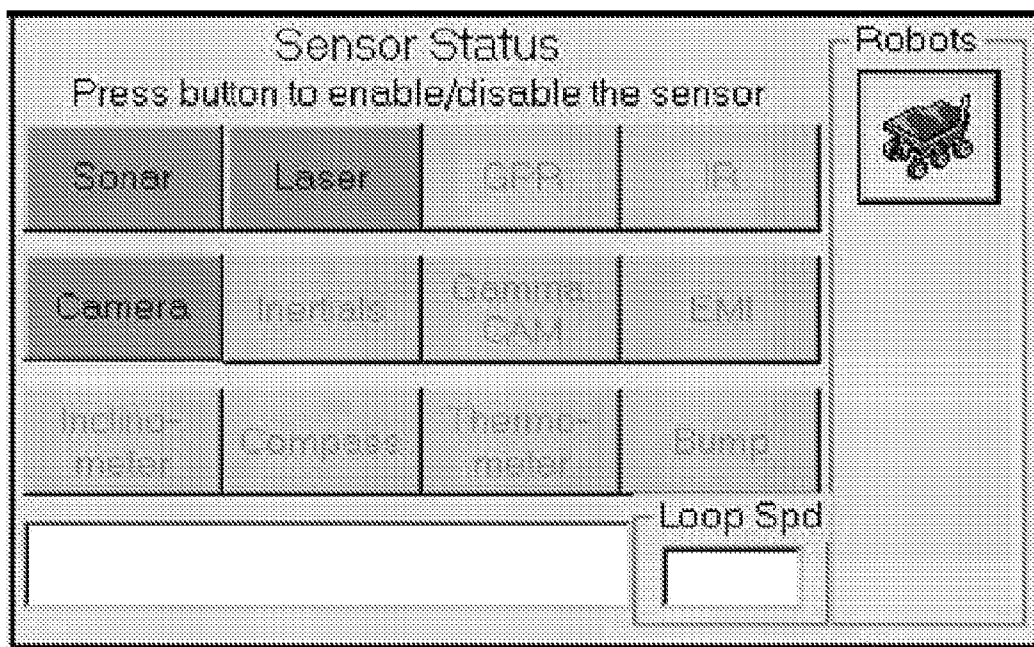 Sensor Status
Robots
Press button to enable/disable the sensor
Sonar
Laser
GPR
IR
Camera
Inertials
Gamma
CAM
EMI
Inclino-
meter
Compass
Thermo-
meter
Bump
Loop Spd